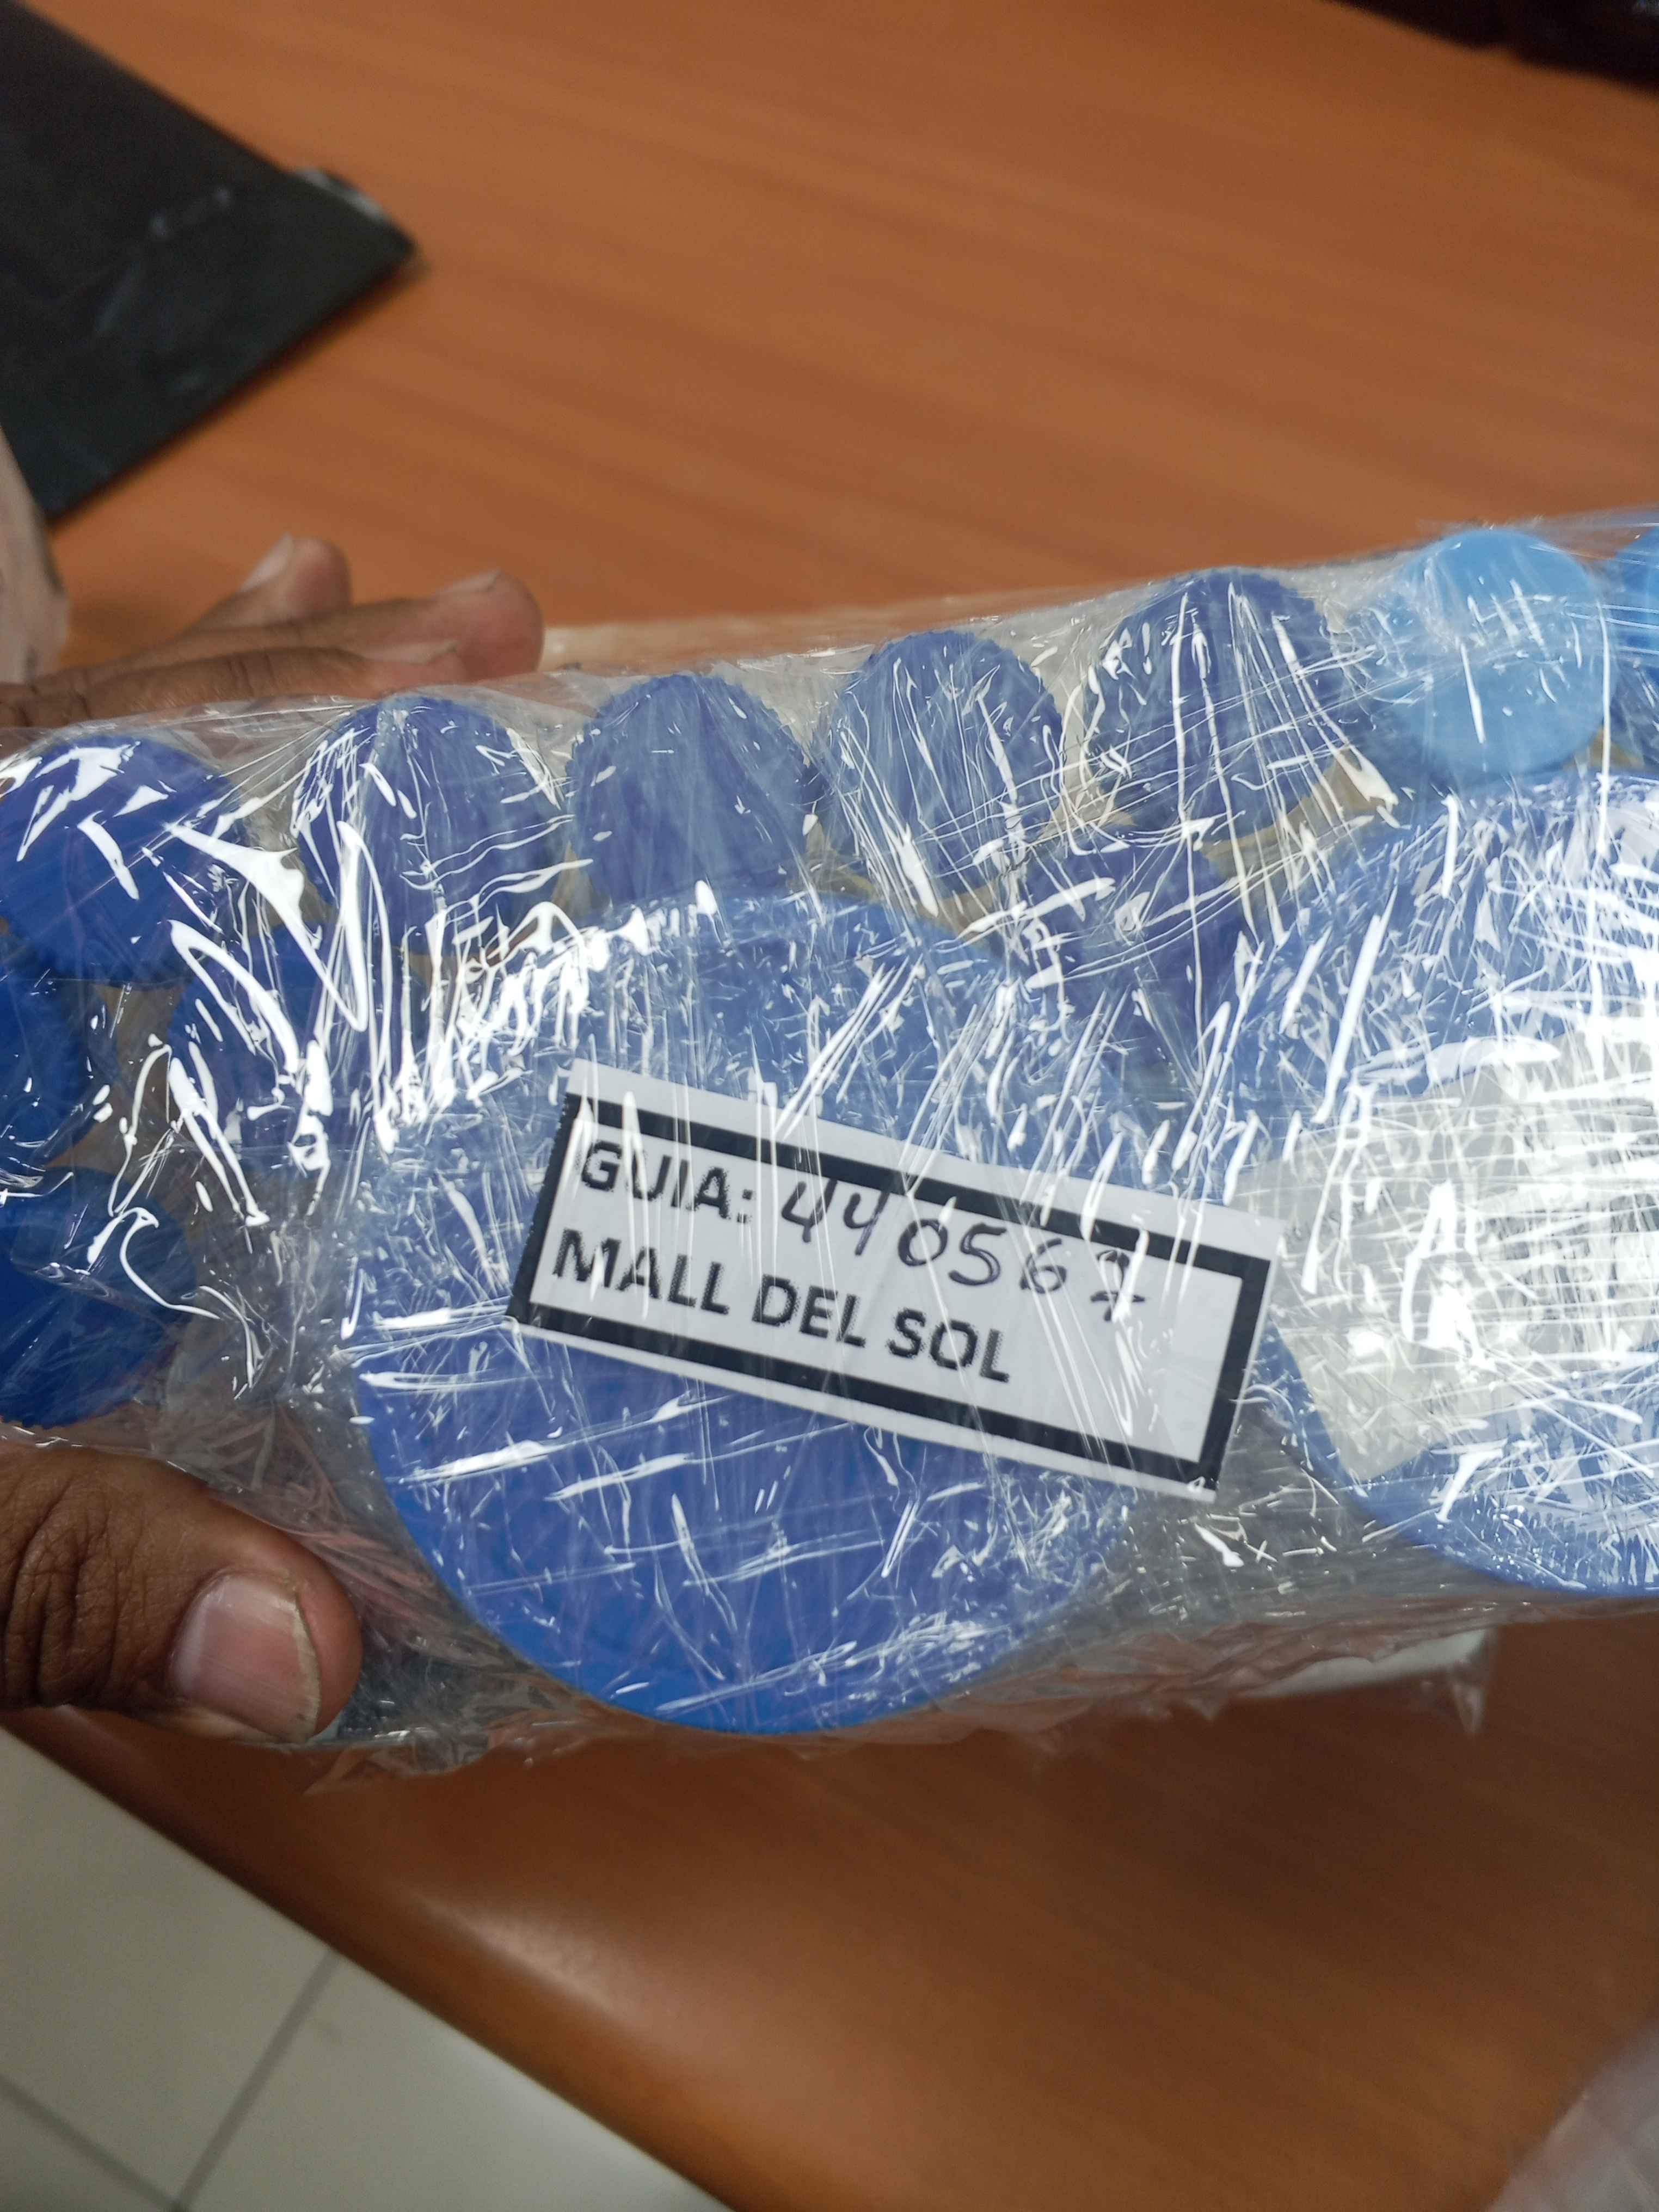 GUIA: 440567
MALL DEL SOL